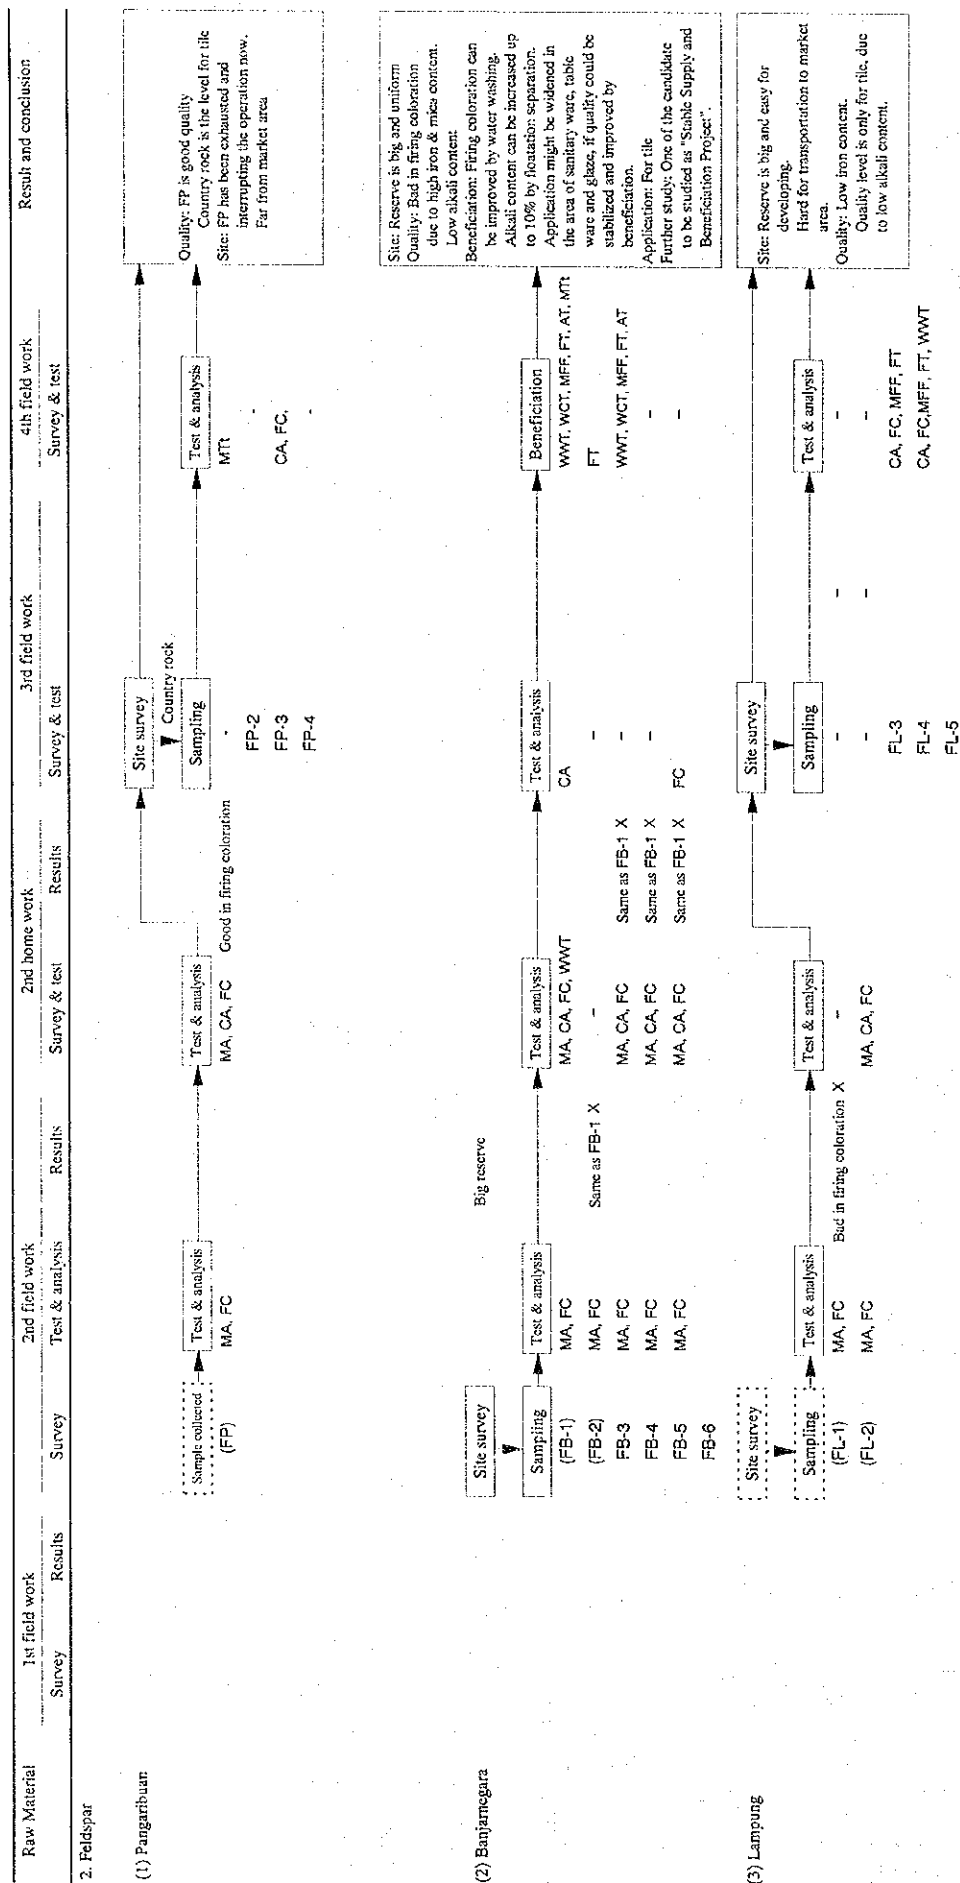 Raw Material 1st field work 2nd field work 2nd home work 3rd field work 4th field work Result and conclusion
Survey Results Survey Test & analysis Results Survey & test Results Survey & test Survey & test
2. Feldspar
(1) Pangaribuan
Site survey
Country rock
Sample collected Test & analysis Test & analysis Sampling Test & analysis
(FP) MA, FC MA, CA, FC Good in firing coloration - MTt
FP-2 -
FP-3 CA, FC,
FP-4 -
Quality: FP is good quality
Country rock is the level for tile
Site: FP has been exhausted and
interrupting the operation now.
Far from market area
(2) Banjarnegara
Site survey Big reserve
Sampling Test & analysis Test & analysis Test & analysis Beneficiation
(FB-1) MA, FC MA, CA, FC, WWT CA WWT, WCT, MFF, FT, AT, MTt
(FB-2) MA, FC Same as FB-1 X - - FT
FB-3 MA, FC MA, CA, FC Same as FB-1 X - WWT, WCT, MFF, FT, AT
FB-4 MA, FC MA, CA, FC Same as FB-1 X - -
FB-5 MA, FC MA, CA, FC Same as FB-1 X FC -
FB-6
Site: Reserve is big and uniform
Quality: Bad in firing coloration
due to high iron & mica content.
Low alkali content
Beneficiation: Firing coloration can
be improved by water washing.
Alkali content can be increased up
to 10% by floatation separation.
Application might be widened in
the area of sanitary ware, table
ware and glaze, if quality could be
stabilized and improved by
beneficiation.
Application: For tile
Further study: One of the candidate
to be studied as "Stable Supply and
Beneficiation Project".
(3) Lampung
Site survey Site survey
Sampling Test & analysis Test & analysis Sampling Test & analysis
(FL-1) MA, FC Bad in firing coloration X - - - -
(FL-2) MA, FC MA, CA, FC - - -
FL-3 CA, FC, MFF, FT
FL-4 CA, FC,MFF, FT, WWT
FL-5
Site: Reserve is big and easy for
developing.
Hard for transportation to market
area.
Quality: Low iron content.
Quality level is only for tile, due
to low alkali content.